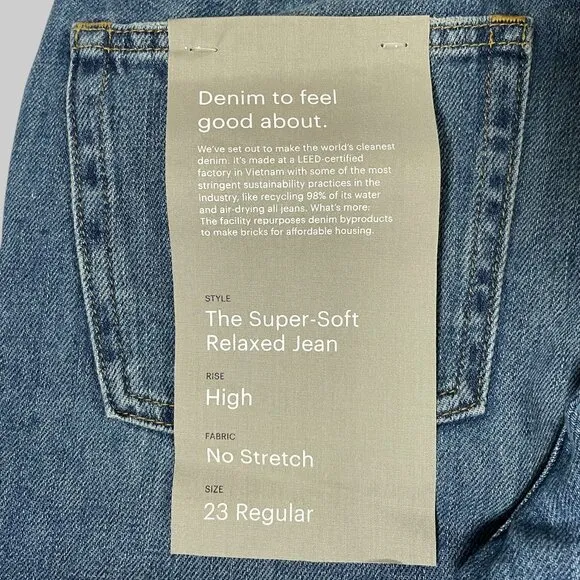 Denim to feel
good about.
We've set out to make the world's cleanest
denim. it's made at a LEED-certified
factory in Vietnam with some of the most
stringent sustainability practices in the
industry, like recycling 98% of its water
and air-drying all jeans. What's more:
The facility repurposes denim byproducts
to make bricks for affordable housing.
STYLE
The Super-Soft
Relaxed Jean
RISE
High
FABRIC
No Stretch
SIZE
23 Regular